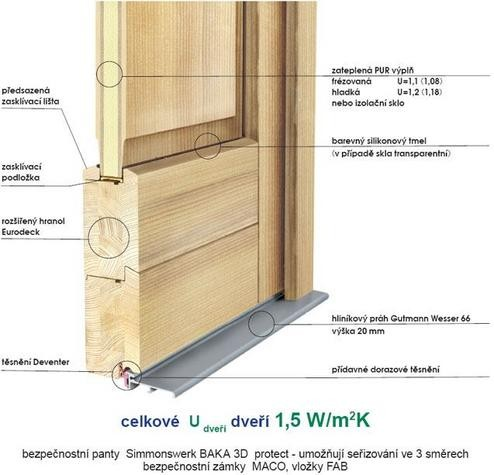 zateplená PUR výplň
frézovaná U=1,1 (1,08)
hladká U=1,2 (1,18)
nebo izolační sklo
předsazená
zasklívací lišta
barevný silikonový tmel
(v případě skla transparentní)
zasklívací
podložka
rozšířený hranol
Eurodeck
hliníkový práh Gutmann Wesser 66
výška 20 mm
těsnění Deventer
přídavné dorazové těsnění
celkové U dveří dveří 1,5 W/m²K
bezpečnostní panty Simmonswerk BAKA 3D protect - umožňují seřizování ve 3 směrech
bezpečnostní zámky MACO, vložky FAB